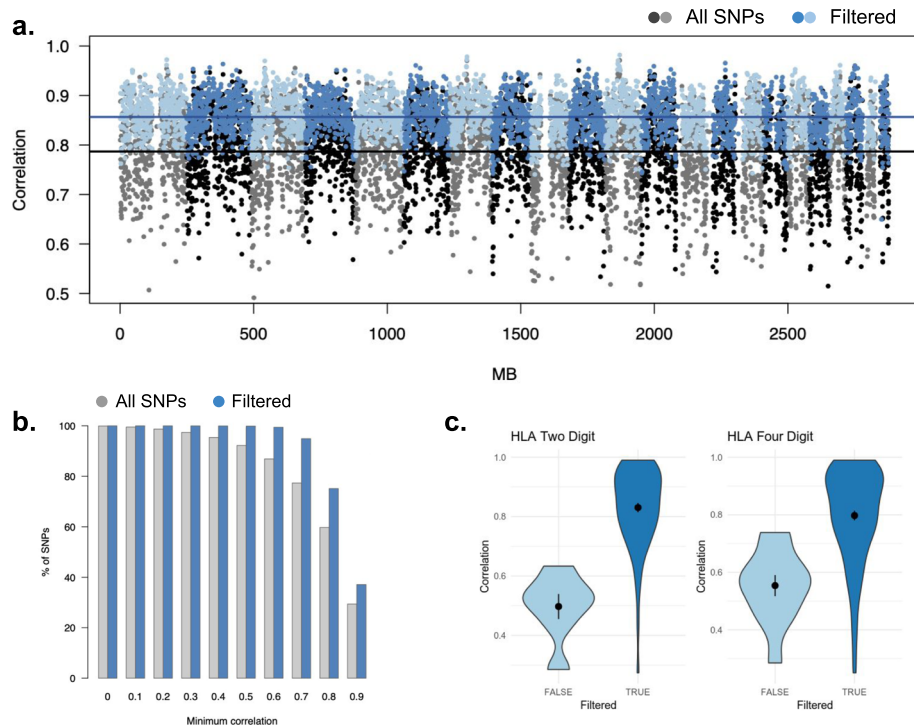 a.
All SNPs Filtered
1.0
0.9
0.8
0.7
0.6
0.5
Correlation
0 500 1000 1500 2000 2500
MB
b.
All SNPs Filtered
100
80
60
40
20
0
% of SNPs
0 0.1 0.2 0.3 0.4 0.5 0.6 0.7 0.8 0.9
Minimum correlation
c.
HLA Two Digit
1.0
0.8
0.6
0.4
Correlation
FALSE TRUE
Filtered
HLA Four Digit
1.0
0.8
0.6
0.4
Correlation
FALSE TRUE
Filtered